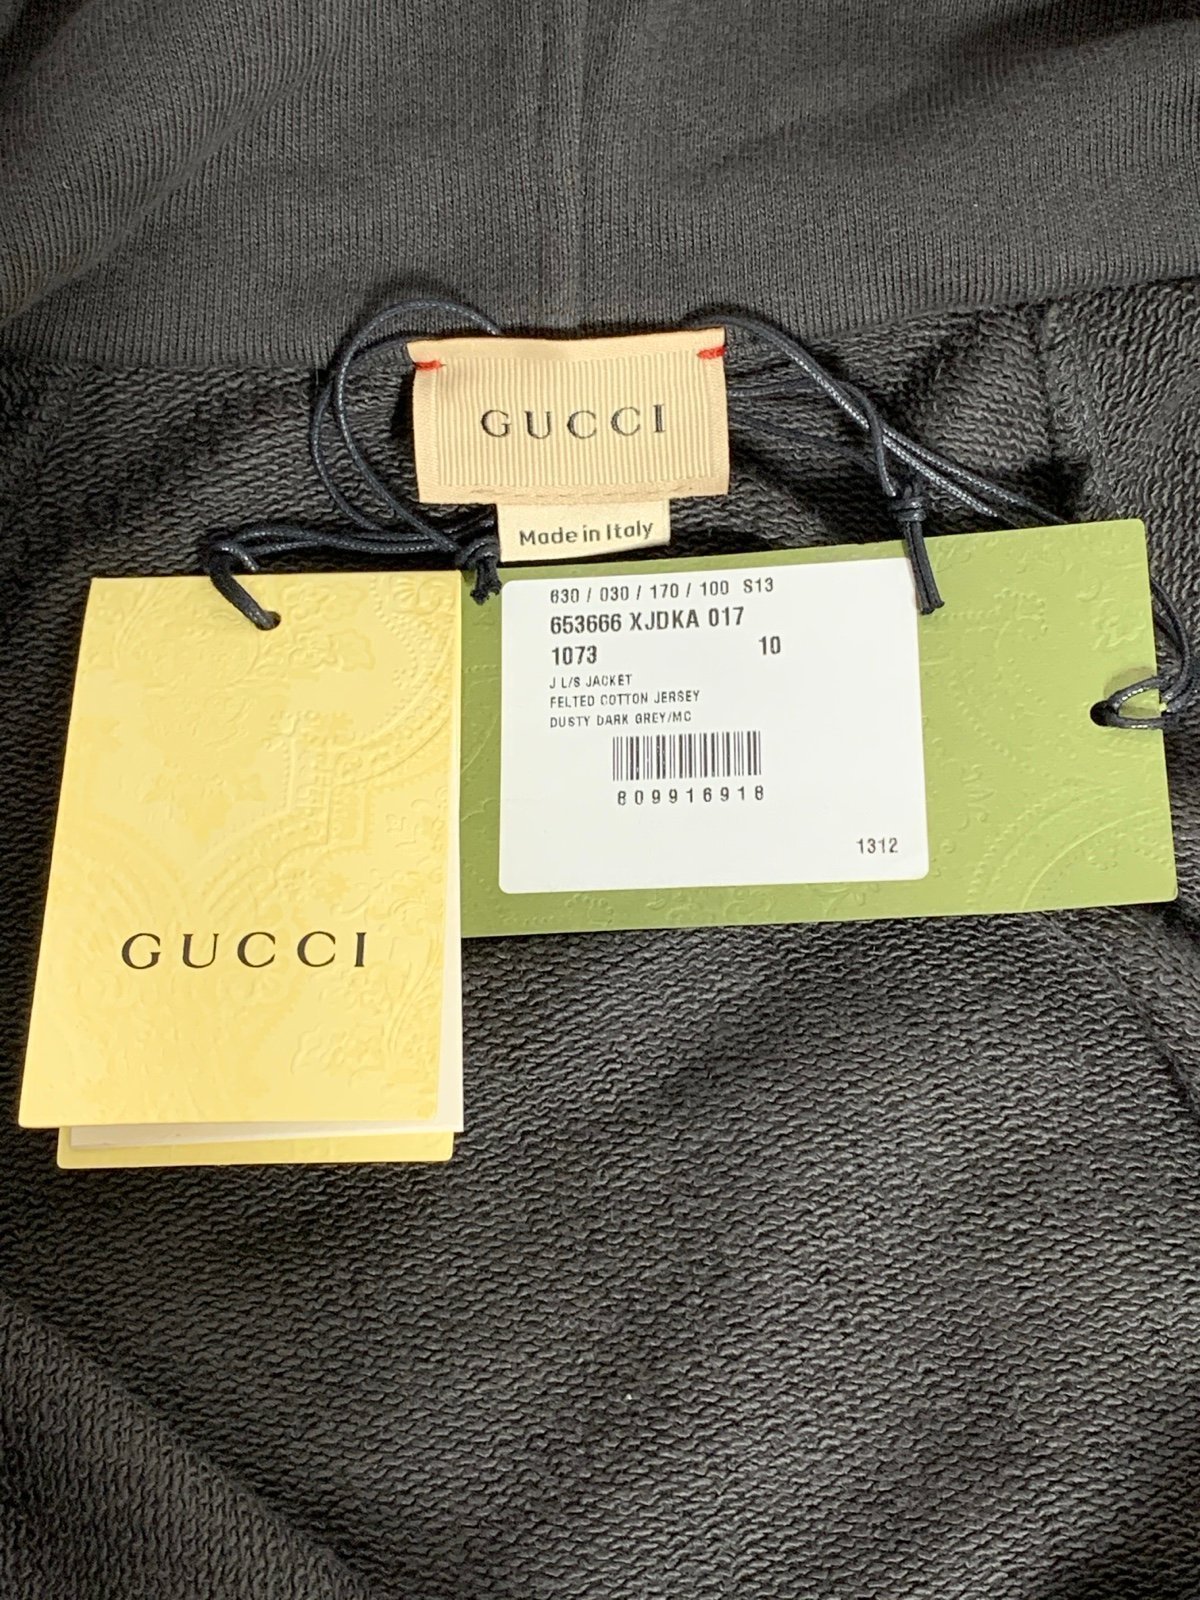 GUCCI
Made in Italy
630 / 030 / 170 / 100 S13
653666 XJDKA 017
1073 10
J L/S JACKET
FELTED COTTON JERSEY
DUSTY DARK GREY/MC
809916918
1312
GUCCI